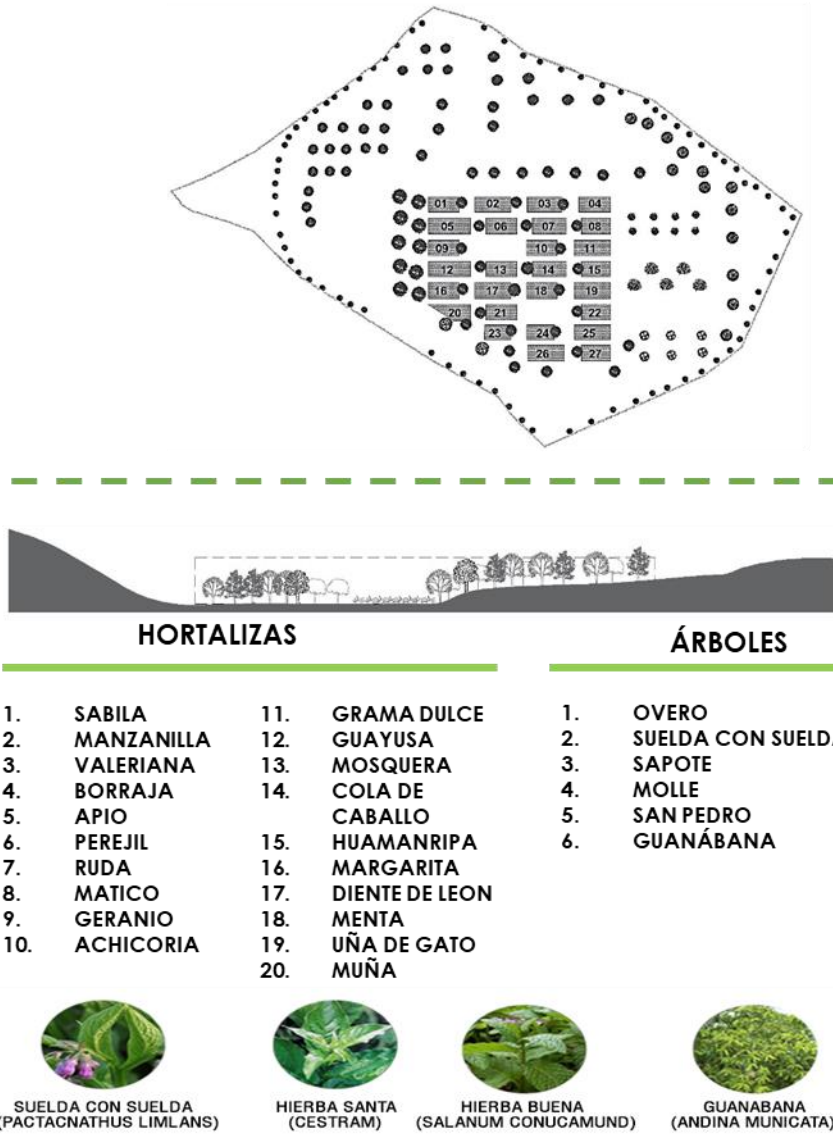 01 02 03 04
05 06 07 08
09 10 11
12 13 14 15
16 17 18 19
20 21 22
23 24 25
26 27
HORTALIZAS
1. SABILA
2. MANZANILLA
3. VALERIANA
4. BORRAJA
5. APIO
6. PEREJIL
7. RUDA
8. MATICO
9. GERANIO
10. ACHICORIA
11. GRAMA DULCE
12. GUAYUSA
13. MOSQUERA
14. COLA DE
CABALLO
15. HUAMANRIPA
16. MARGARITA
17. DIENTE DE LEON
18. MENTA
19. UÑA DE GATO
20. MUÑA
ÁRBOLES
1. OVERO
2. SUELDA CON SUELDA
3. SAPOTE
4. MOLLE
5. SAN PEDRO
6. GUANÁBANA
SUELDA CON SUELDA
(PACTACNATHUS LIMLANS)
HIERBA SANTA
(CESTRAM)
HIERBA BUENA
(SALANUM CONUCAMUND)
GUANABANA
(ANDINA MUNICATA)